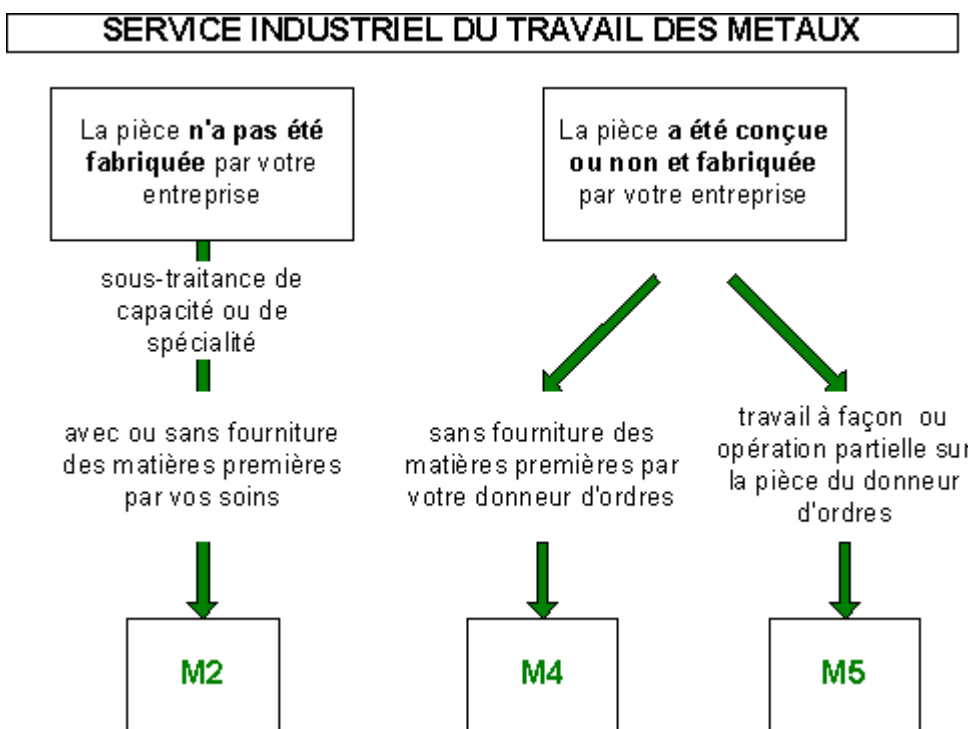 SERVICE INDUSTRIEL DU TRAVAIL DES METAUX
La pièce n'a pas été
fabriquée par votre
entreprise
La pièce a été conçue
ou non et fabriquée
par votre entreprise
sous-traitance de
capacité ou de
spécialité
avec ou sans fourniture
des matières premières
par vos soins
sans fourniture des
matières premières par
votre donneur d'ordres
travail à façon ou
opération partielle sur
la pièce du donneur
d'ordres
M2
M4
M5